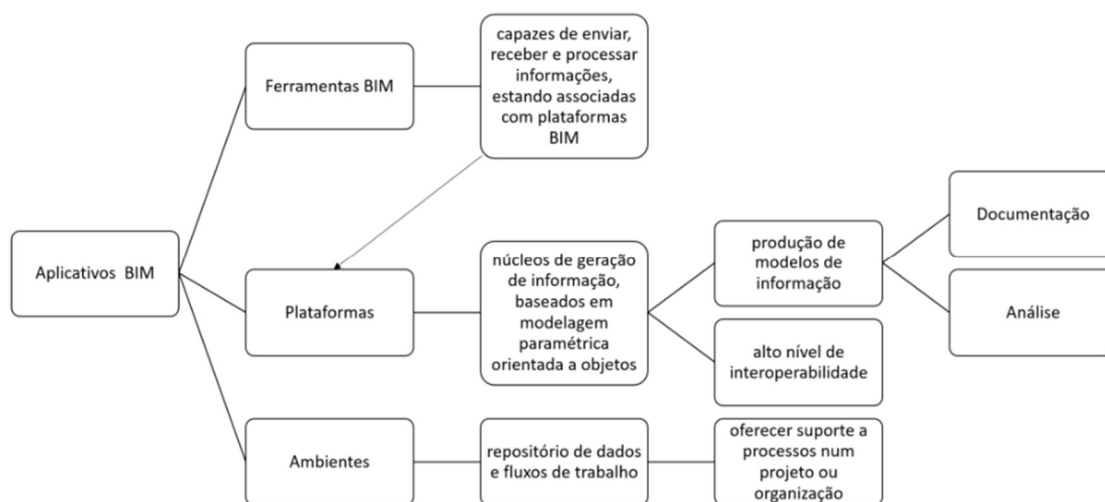 Aplicativos BIM
Ferramentas BIM
capazes de enviar,
receber e processar
informações,
estando associadas
com plataformas
BIM
Plataformas
núcleos de geração
de informação,
baseados em
modelagem
paramétrica
orientada a objetos
produção de
modelos de
informação
Documentação
Análise
alto nível de
interoperabilidade
Ambientes
repositório de dados
e fluxos de trabalho
oferecer suporte a
processos num
projeto ou
organização